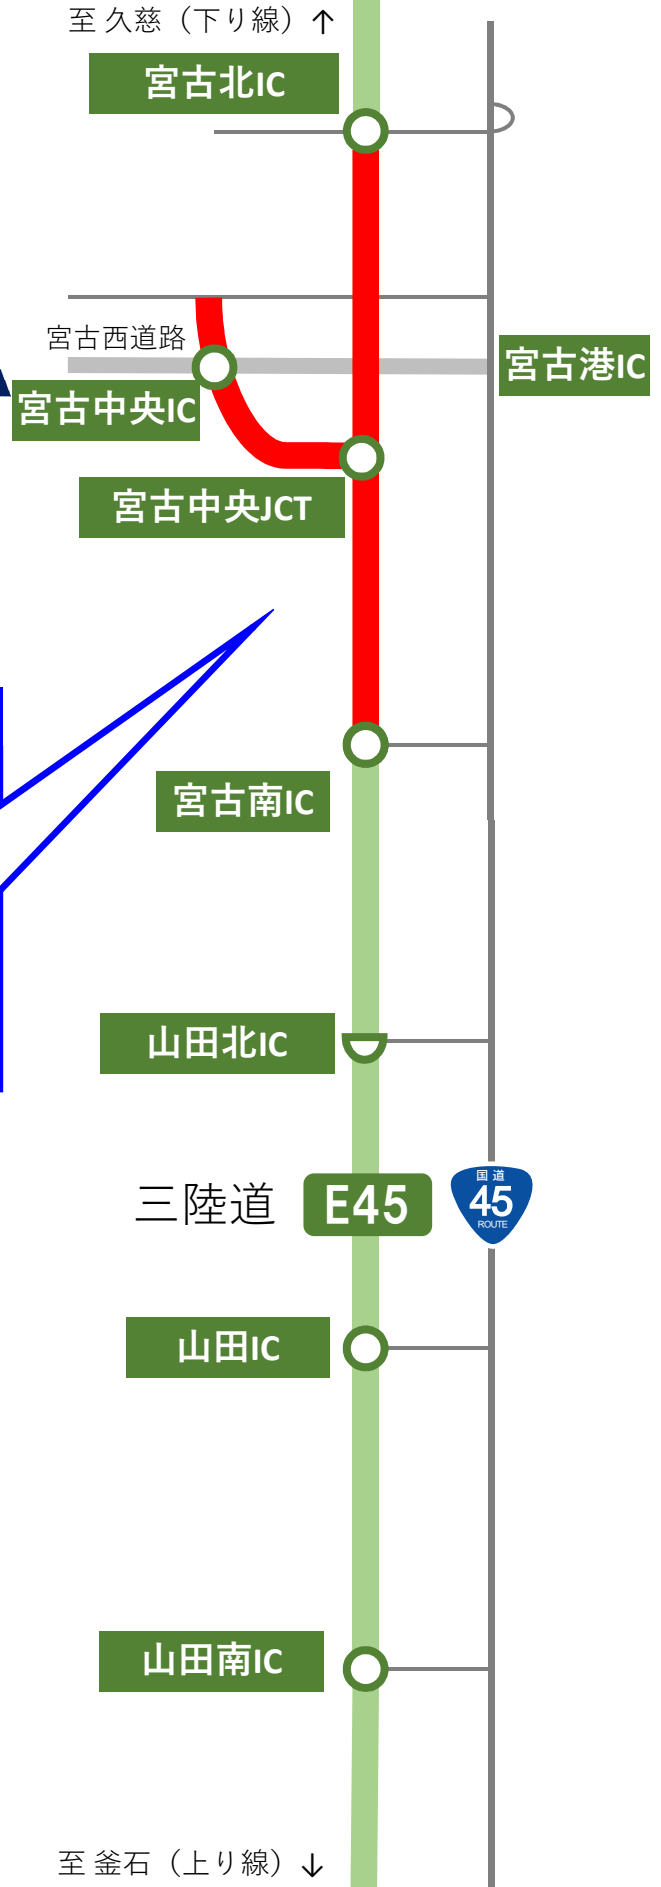 至 久慈（下り線）↑
宮古北IC
宮古西道路
宮古港IC
宮古中央IC
宮古中央JCT
宮古南IC
山田北IC
三陸道
E45
国道
45
ROUTE
山田IC
山田南IC
至 釜石（上り線）↓